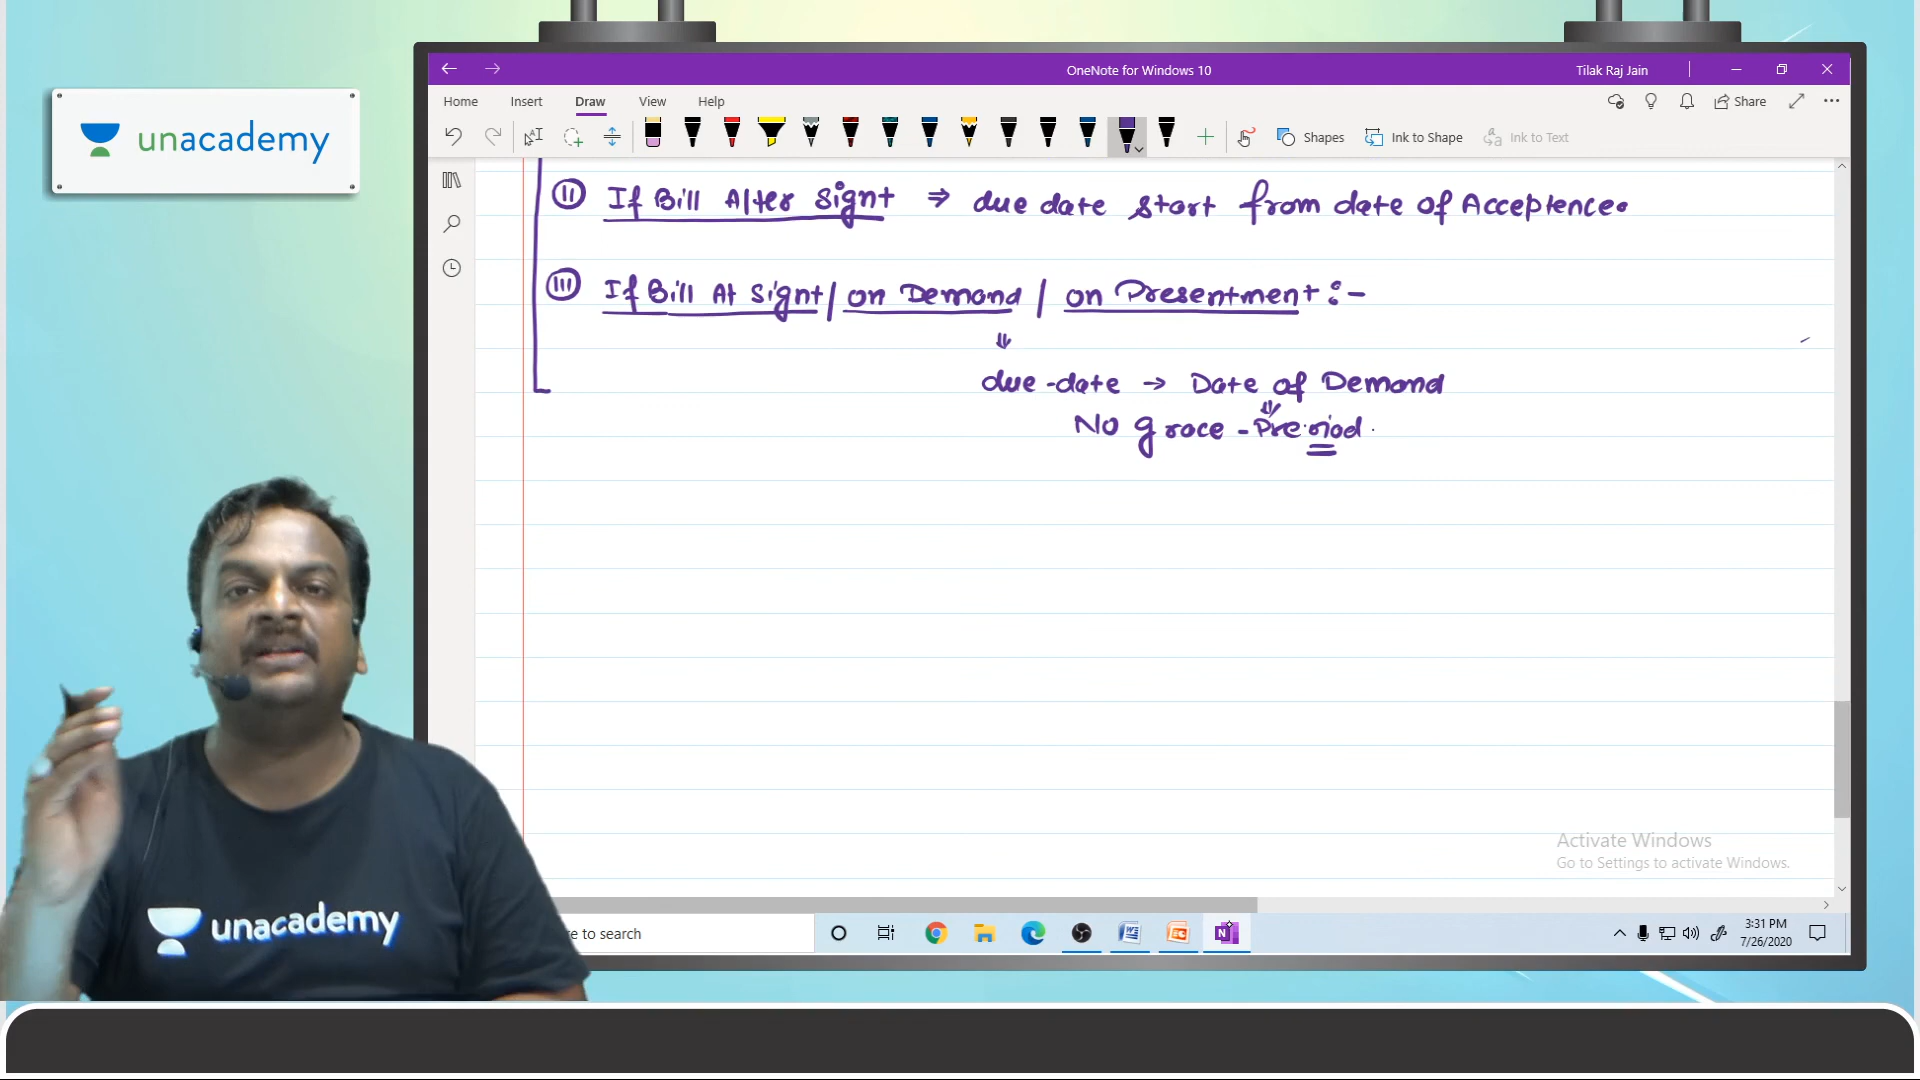 unacademy
OneNote for Windows 10
Tilak Raj Jain
Home Insert Draw View Help
Share
Shapes Ink to Shape Ink to Text
(II) If Bill After Signt ⇒ due date start from date of Acceptence.
(III) If Bill At Signt / on Demand / on Presentment :-
⇓
due-date → Date of Demand
⇓
No grace - Preriod.
Activate Windows
Go to Settings to activate Windows.
e to search
3:31 PM
7/26/2020
unacademy